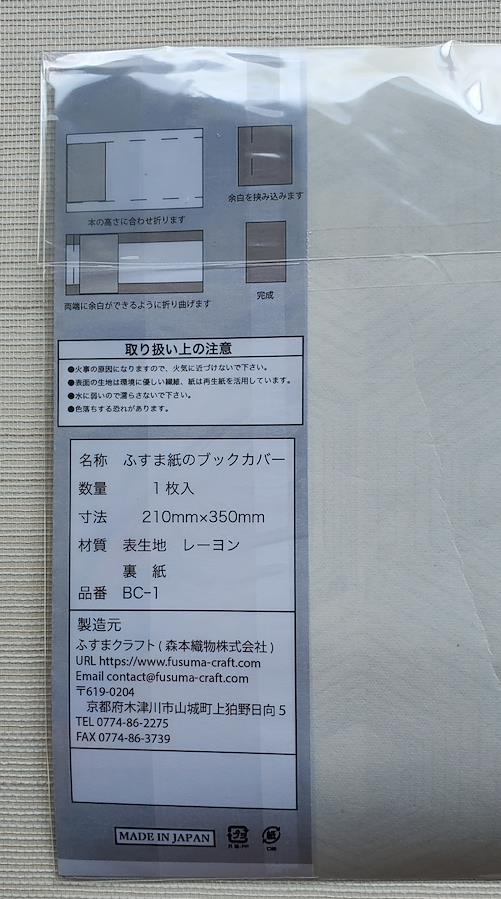 本の高さに合わせ折ります
余白を挟み込みます
両端に余白ができるように折り曲げます
完成
取り扱い上の注意
●火事の原因になりますので、火気に近づけないで下さい。
●表面の生地は環境に優しい繊維、紙は再生紙を活用しています。
●水に弱いので濡らさないで下さい。
●色落ちする恐れがあります。
名称 ふすま紙のブックカバー
数量 1枚入
寸法 210mm×350mm
材質 表生地 レーヨン
裏 紙
品番 BC-1
製造元
ふすまクラフト(森本織物株式会社)
URL https://www.fusuma-craft.com
Email contact@fusuma-craft.com
〒619-0204
京都府木津川市山城町上狛野日向5
TEL 0774-86-2275
FAX 0774-86-3739
MADE IN JAPAN
プラ 紙